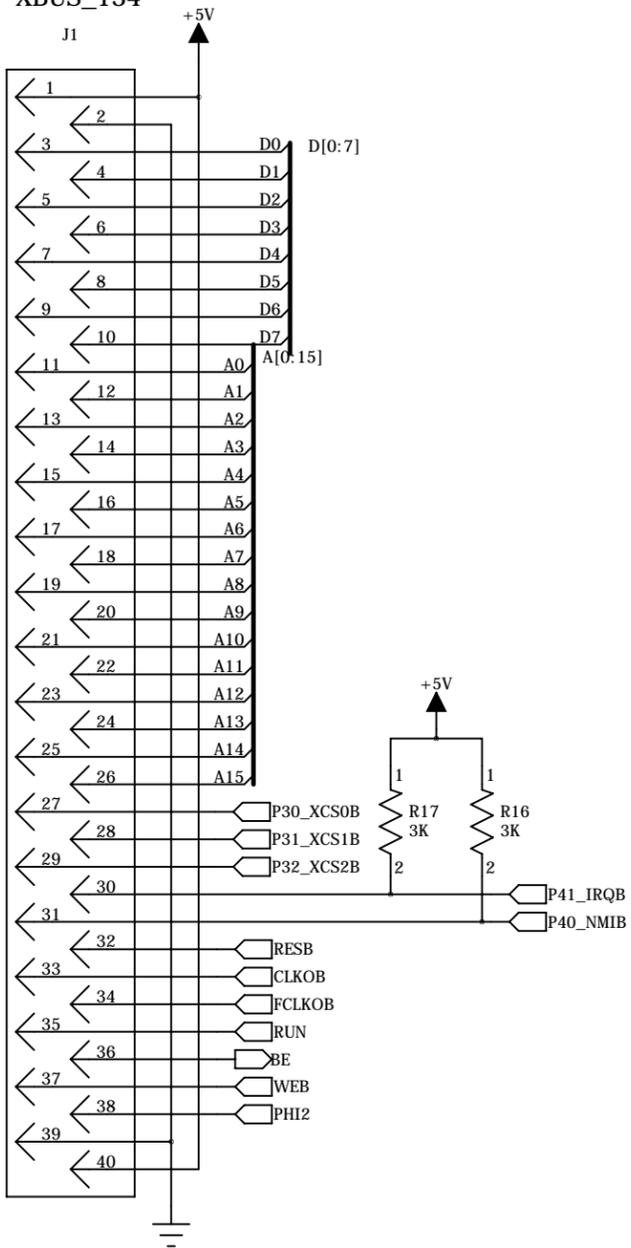 J1
+5V
1
2
3 D0 D[0:7]
4 D1
5 D2
6 D3
7 D4
8 D5
9 D6
10 D7
A[0:15]
11 A0
12 A1
13 A2
14 A3
15 A4
16 A5
17 A6
18 A7
19 A8
20 A9
21 A10
22 A11
23 A12
24 A13
25 A14
26 A15
+5V
1 1
R17 R16
3K 3K
2 2
27 P30_XCS0B
28 P31_XCS1B
29 P32_XCS2B
30 P41_IRQB
31 P40_NMIB
32 RESB
33 CLKOB
34 FCLKOB
35 RUN
36 BE
37 WEB
38 PHI2
39
40